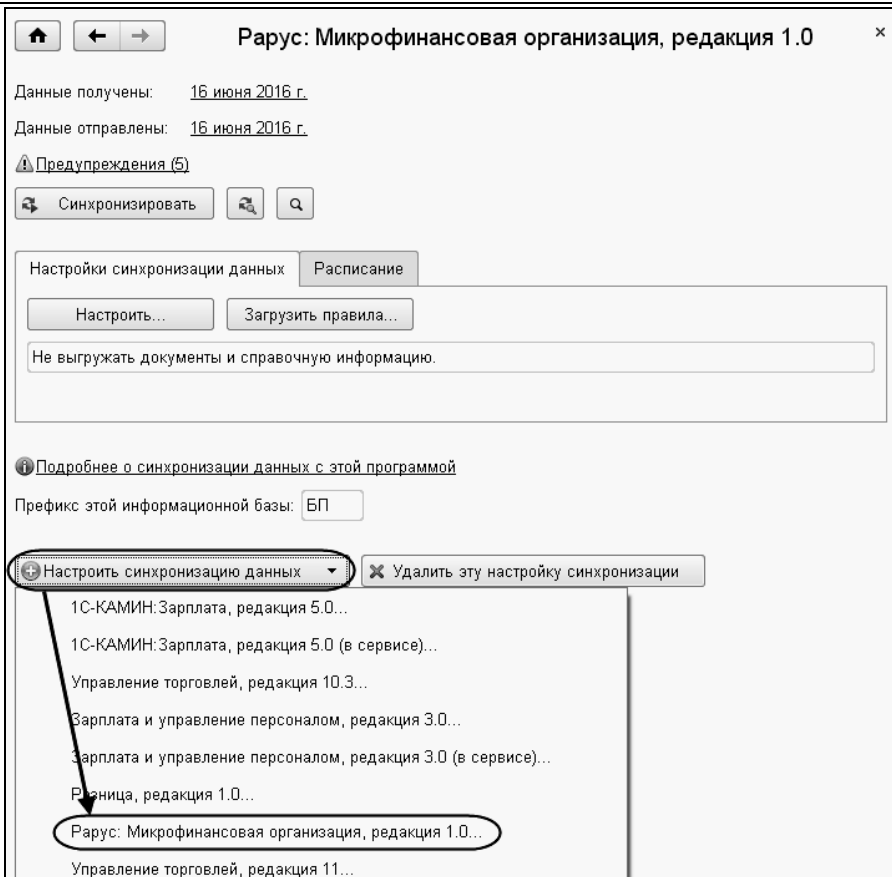 Рарус: Микрофинансовая организация, редакция 1.0
Данные получены: 16 июня 2016 г.
Данные отправлены: 16 июня 2016 г.
Предупреждения (5)
Синхронизировать
Настройки синхронизации данных Расписание
Настроить... Загрузить правила...
Не выгружать документы и справочную информацию.
Подробнее о синхронизации данных с этой программой
Префикс этой информационной базы: БП
Настроить синхронизацию данных Удалить эту настройку синхронизации
1С-КАМИН:Зарплата, редакция 5.0...
1С-КАМИН:Зарплата, редакция 5.0 (в сервисе)...
Управление торговлей, редакция 10.3...
Зарплата и управление персоналом, редакция 3.0...
Зарплата и управление персоналом, редакция 3.0 (в сервисе)...
Розница, редакция 1.0...
Рарус: Микрофинансовая организация, редакция 1.0...
Управление торговлей, редакция 11...